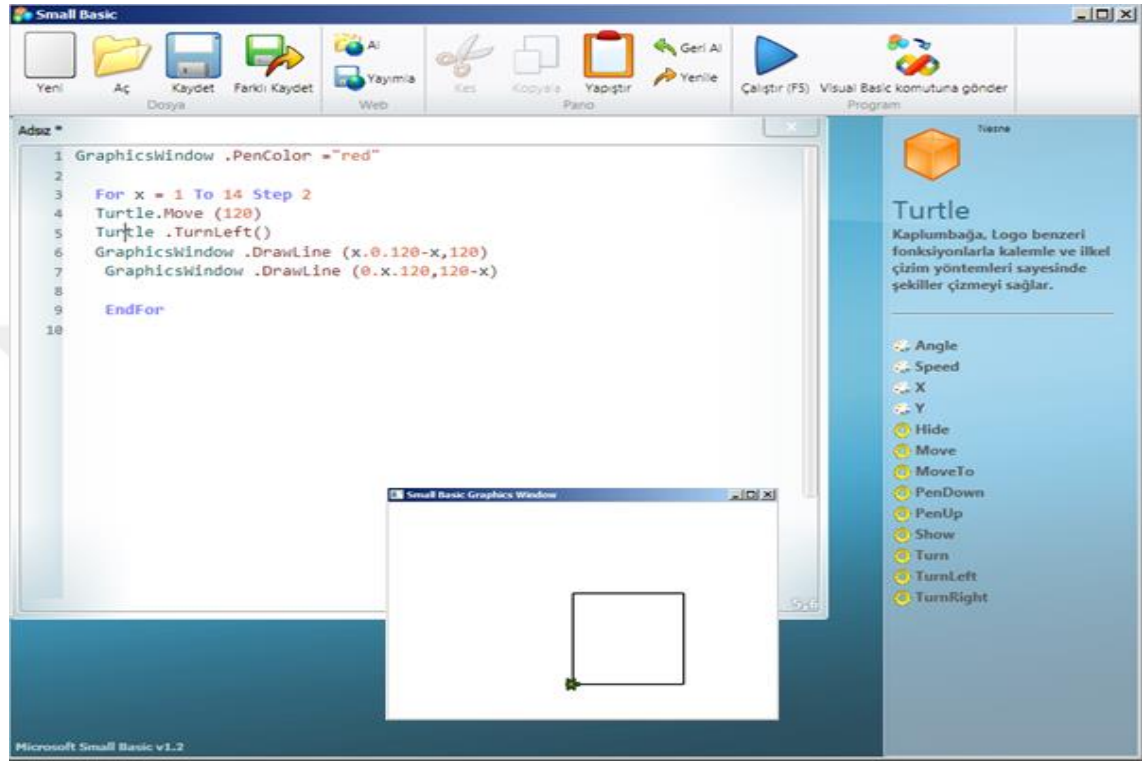 Small Basic
Yeni
Aç
Kaydet
Farklı Kaydet
Dosya
Al
Yayımla
Web
Kes
Kopyala
Yapıştır
Geri Al
Yenile
Pano
Çalıştır (F5)
Visual Basic komutuna gönder
Program
Adsız *
1 GraphicsWindow .PenColor ="red"
2
3 For x = 1 To 14 Step 2
4 Turtle.Move (120)
5 Turtle .TurnLeft()
6 GraphicsWindow .DrawLine (x.0.120-x,120)
7 GraphicsWindow .DrawLine (0.x.120,120-x)
8
9 EndFor
10
5,6
Nesne
Turtle
Kaplumbağa, Logo benzeri
fonksiyonlarla kalemle ve ilkel
çizim yöntemleri sayesinde
şekiller çizmeyi sağlar.
Angle
Speed
X
Y
Hide
Move
MoveTo
PenDown
PenUp
Show
Turn
TurnLeft
TurnRight
Small Basic Graphics Window
Microsoft Small Basic v1.2